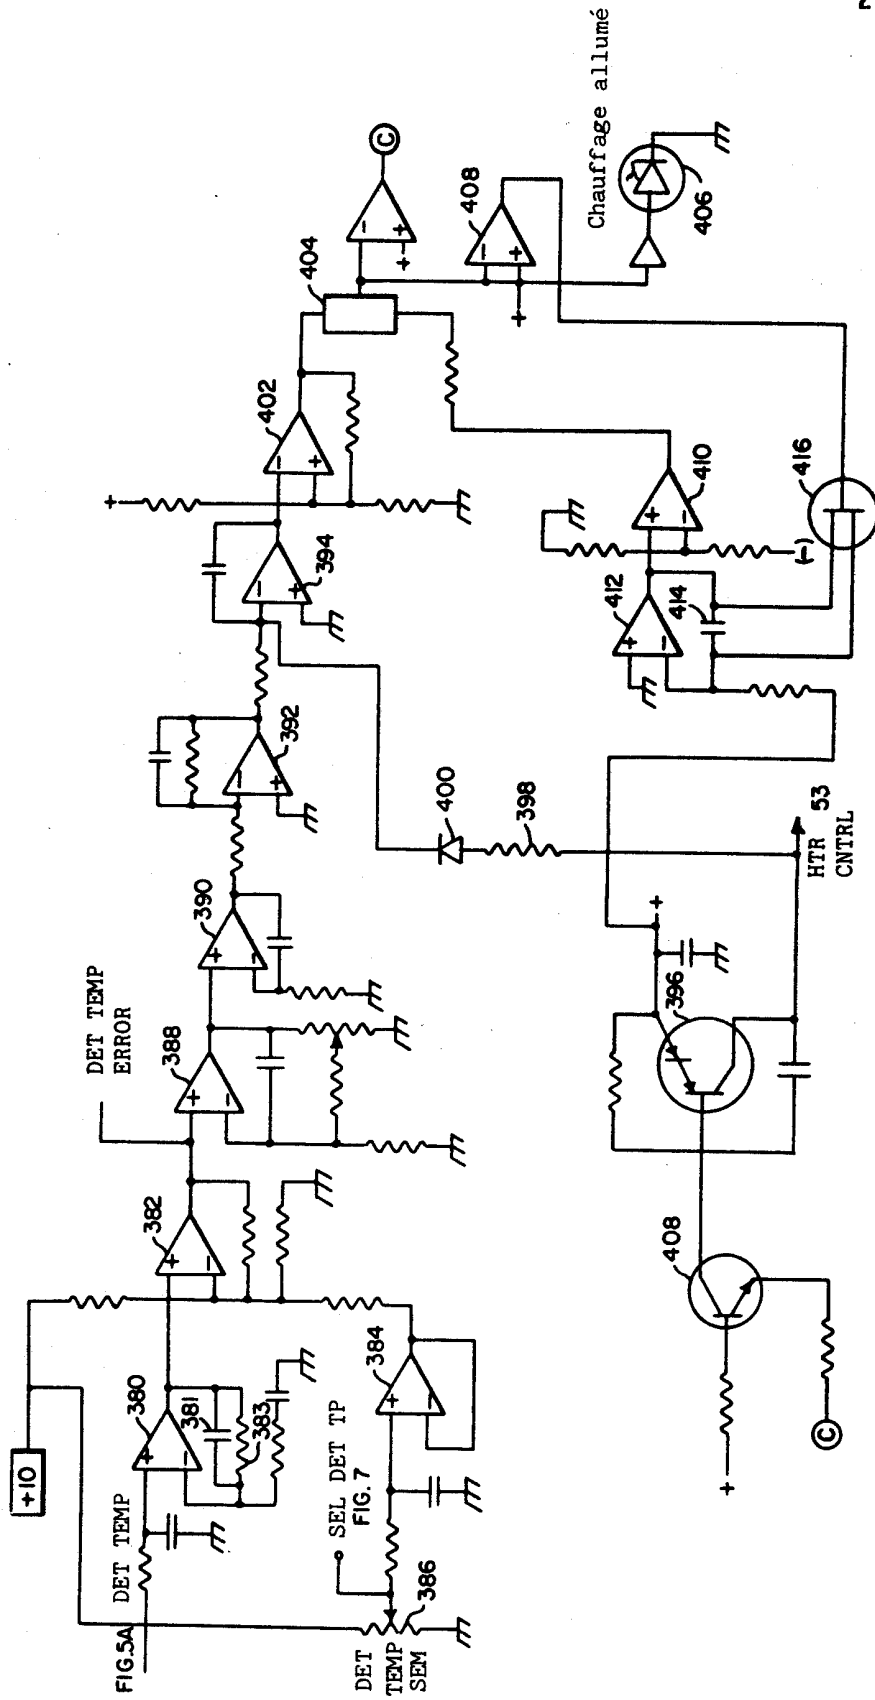 +10
FIG.5A DET TEMP
380
381
383
382
384
SEL DET TP
FIG. 7
386
DET
TEMP
SEM
DET TEMP
ERROR
388
390
392
394
402
404
C
408
Chauffage allumé
406
400
398
412
414
410
(−)
416
53
HTR
CNTRL
396
408
C